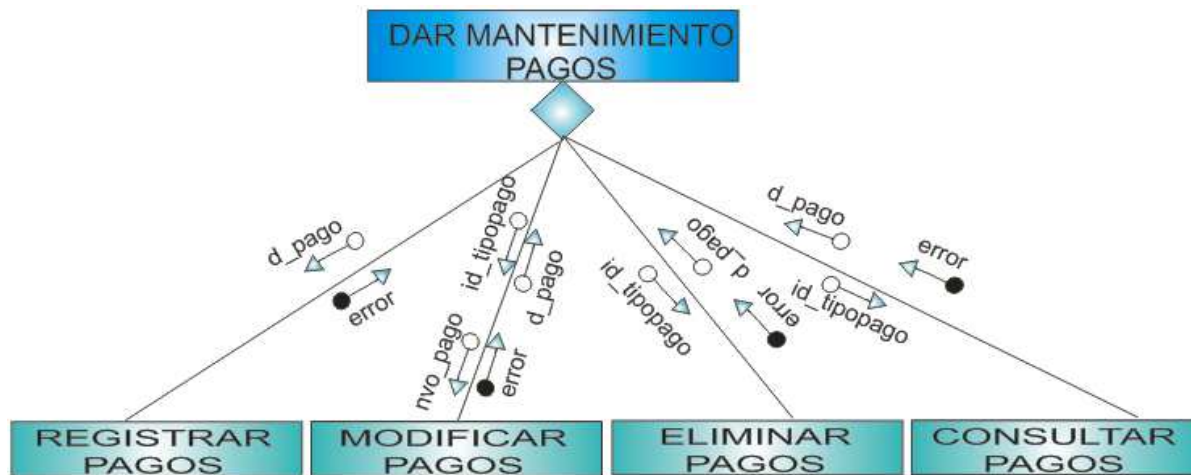 DAR MANTENIMIENTO
PAGOS
d_pago
error
id_tipopago
d_pago
nvo_pago
error
d_pago
id_tipopago
error
d_pago
error
id_tipopago
REGISTRAR
PAGOS
MODIFICAR
PAGOS
ELIMINAR
PAGOS
CONSULTAR
PAGOS